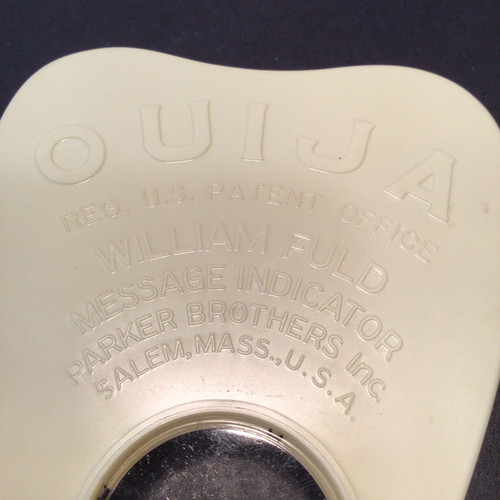 OUIJA
REG. U.S. PATENT OFFICE
WILLIAM FULD
MESSAGE INDICATOR
PARKER BROTHERS Inc.
SALEM, MASS., U.S.A.